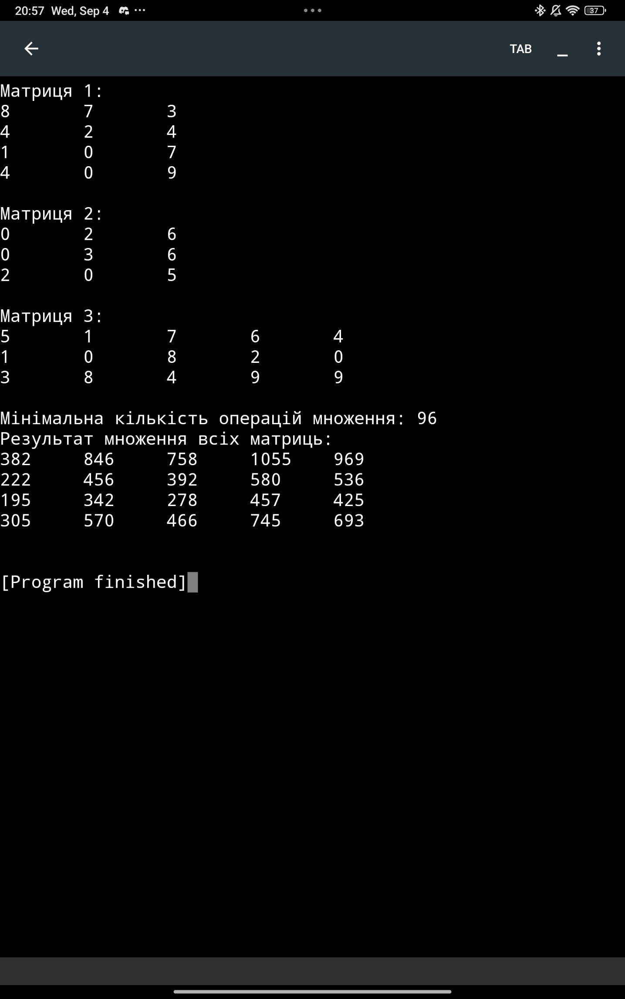 20:57 Wed, Sep 4
37
TAB
Матриця 1:
8 7 3
4 2 4
1 0 7
4 0 9
Матриця 2:
0 2 6
0 3 6
2 0 5
Матриця 3:
5 1 7 6 4
1 0 8 2 0
3 8 4 9 9
Мінімальна кількість операцій множення: 96
Результат множення всіх матриць:
382 846 758 1055 969
222 456 392 580 536
195 342 278 457 425
305 570 466 745 693
[Program finished]